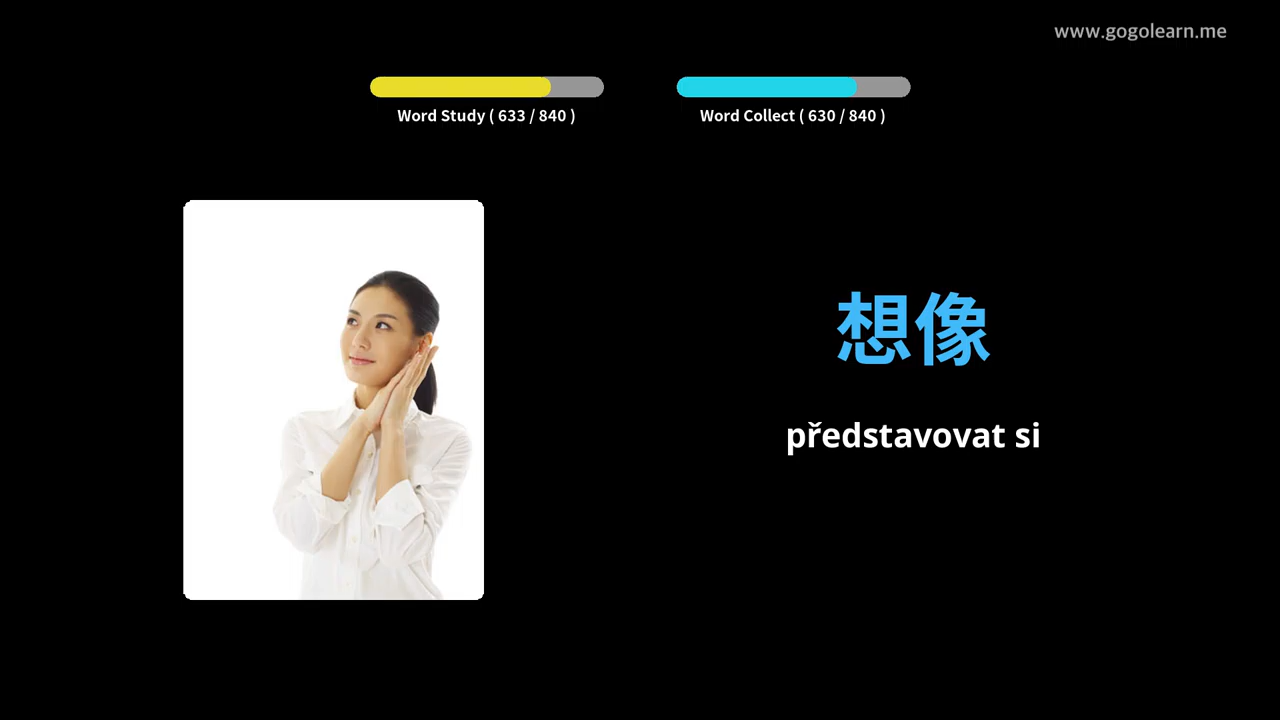 www.gogolearn.me
Word Study ( 633 / 840 )
Word Collect ( 630 / 840 )
想像
představovat si